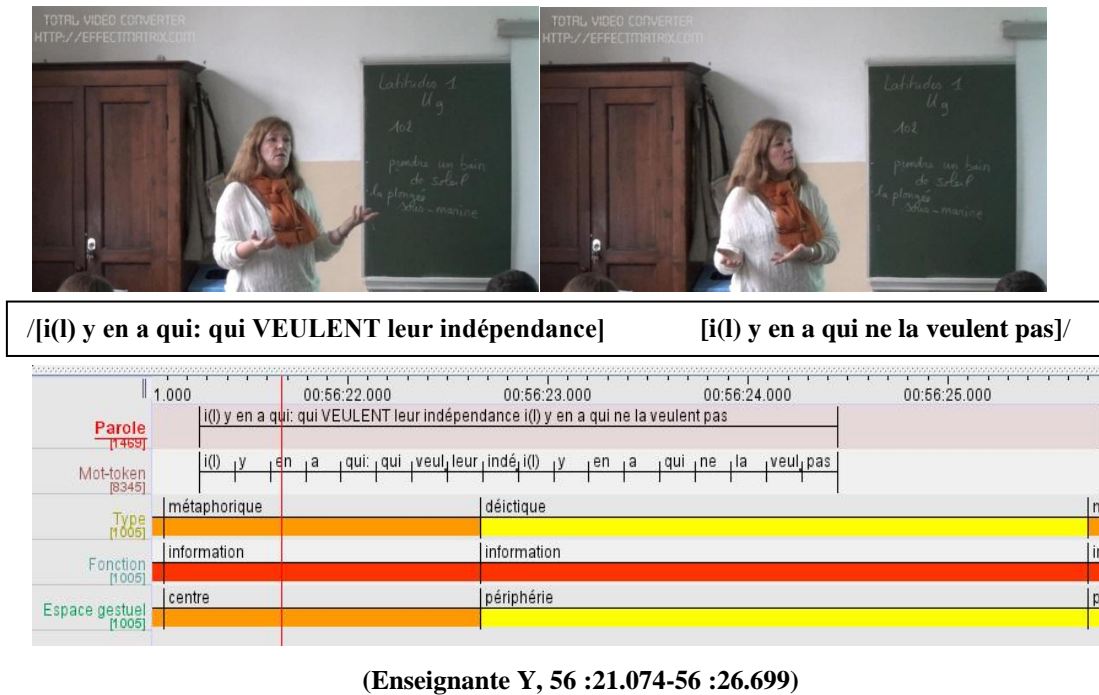 TOTAL VIDEO CONVERTER
HTTP://EFFECTMATRIX.COM
Latitudes 1
Ug
102
prendre un bain
de soleil
la plongée
sous-marine
TOTAL VIDEO CONVERTER
HTTP://EFFECTMATRIX.COM
Latitudes 1
Ug
102
prendre un bain
de soleil
la plongée
sous-marine
/[i(l) y en a qui: qui VEULENT leur indépendance] [i(l) y en a qui ne la veulent pas]/
1.000 00:56:22.000 00:56:23.000 00:56:24.000 00:56:25.000
Parole i(l) y en a qui: qui VEULENT leur indépendance i(l) y en a qui ne la veulent pas
[1469]
Mot-token i(l) y en a qui: qui veul leur indé i(l) y en a qui ne la veul pas
[8345]
Type métaphorique déictique
[1005]
Fonction information information
[1005]
Espace gestuel centre périphérie
[1005]
(Enseignante Y, 56 :21.074-56 :26.699)